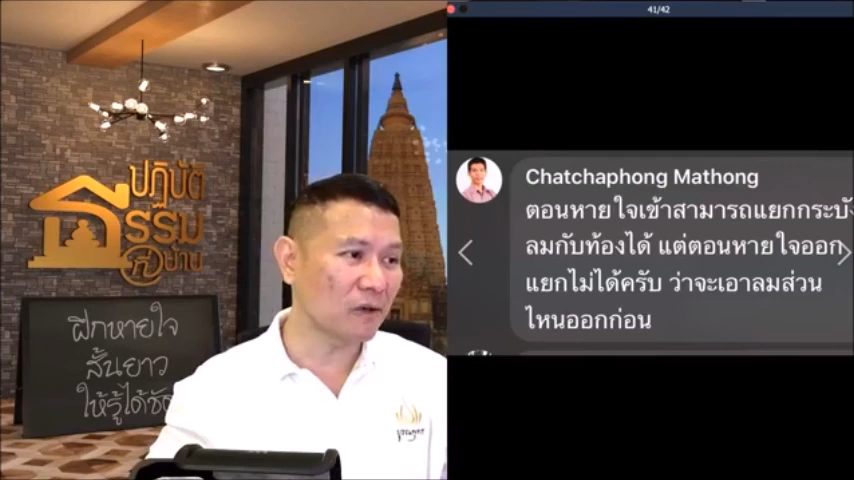 ปฏิบัติ
ธรรม
ที่บ้าน
ฝึกหายใจ
สั้นยาว
ให้รู้ได้ชัด
41/42
Chatchaphong Mathong
ตอนหายใจเข้าสามารถแยกกระบัง
ลมกับท้องได้ แต่ตอนหายใจออก
แยกไม่ได้ครับ ว่าจะเอาลมส่วน
ไหนออกก่อน